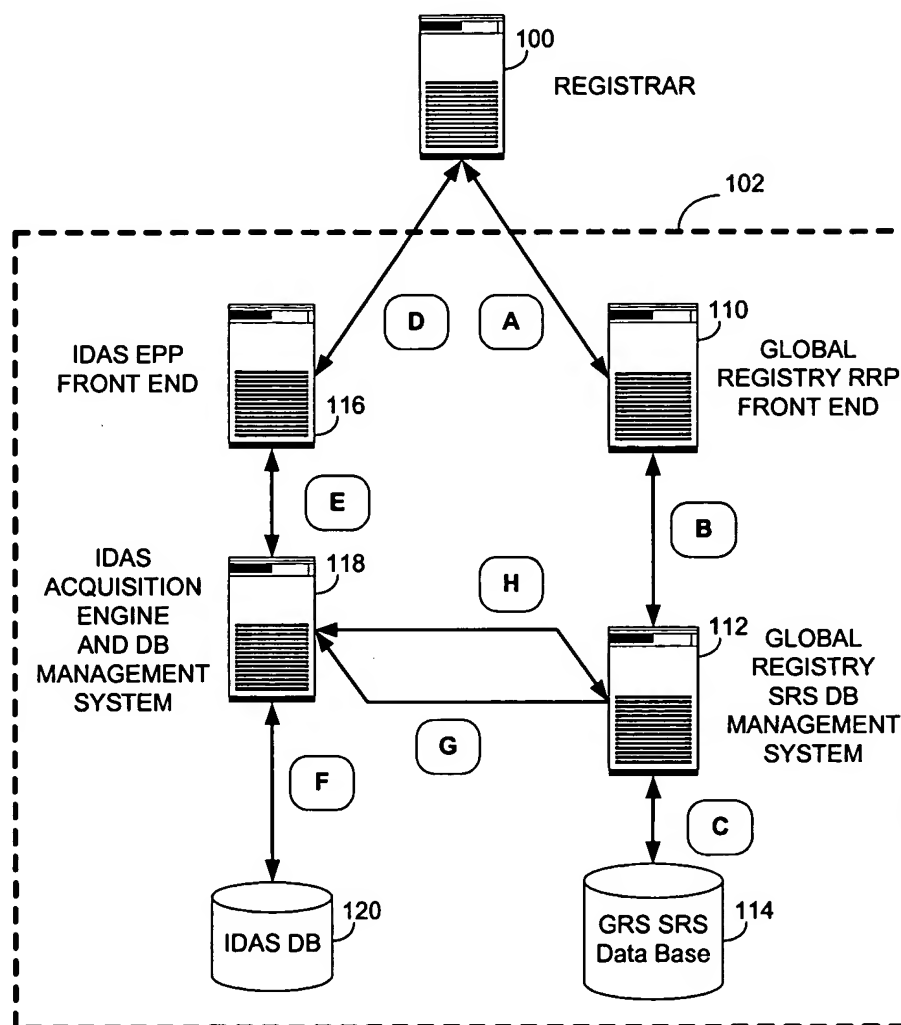 100
REGISTRAR
102
D
A
110
IDAS EPP
FRONT END
116
GLOBAL
REGISTRY RRP
FRONT END
E
B
IDAS
ACQUISITION
ENGINE
AND DB
MANAGEMENT
SYSTEM
118
H
112
GLOBAL
REGISTRY
SRS DB
MANAGEMENT
SYSTEM
G
F
C
120
IDAS DB
114
GRS SRS
Data Base